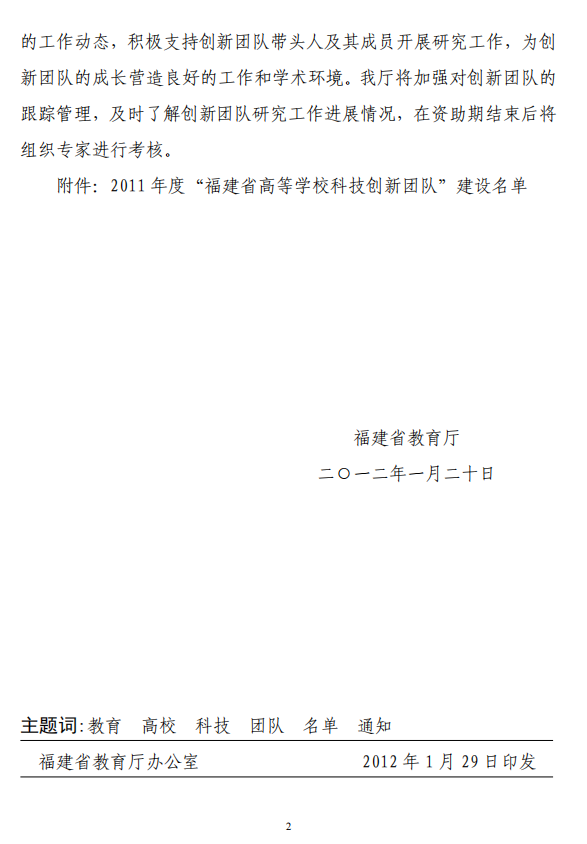 的工作动态，积极支持创新团队带头人及其成员开展研究工作，为创
新团队的成长营造良好的工作和学术环境。我厅将加强对创新团队的
跟踪管理，及时了解创新团队研究工作进展情况，在资助期结束后将
组织专家进行考核。
附件：2011 年度“福建省高等学校科技创新团队”建设名单
福建省教育厅
二〇一二年一月二十日
主题词:教育 高校 科技 团队 名单 通知
福建省教育厅办公室 2012 年 1 月 29 日印发
2